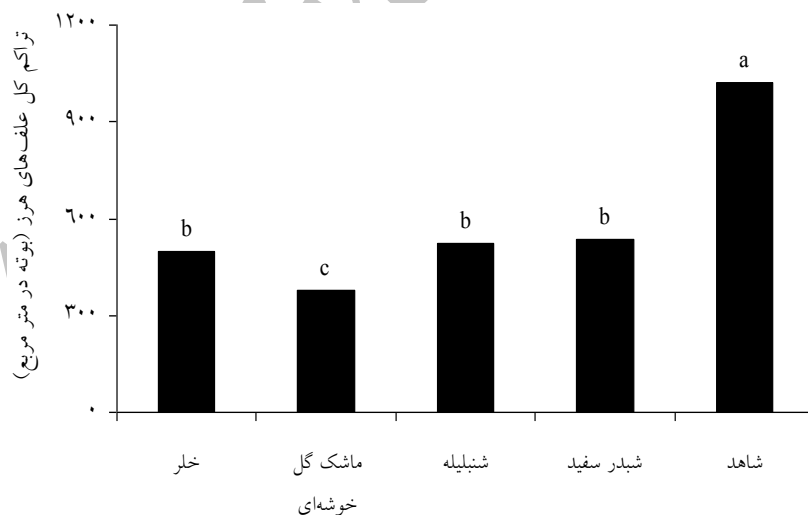 تراکم کل علف‌های هرز (بوته در متر مربع)
۱۲۰۰
۹۰۰
۶۰۰
۳۰۰
۰
b
c
b
b
a
خلر
ماشک گل
خوشه‌ای
شنبلیله
شبدر سفید
شاهد